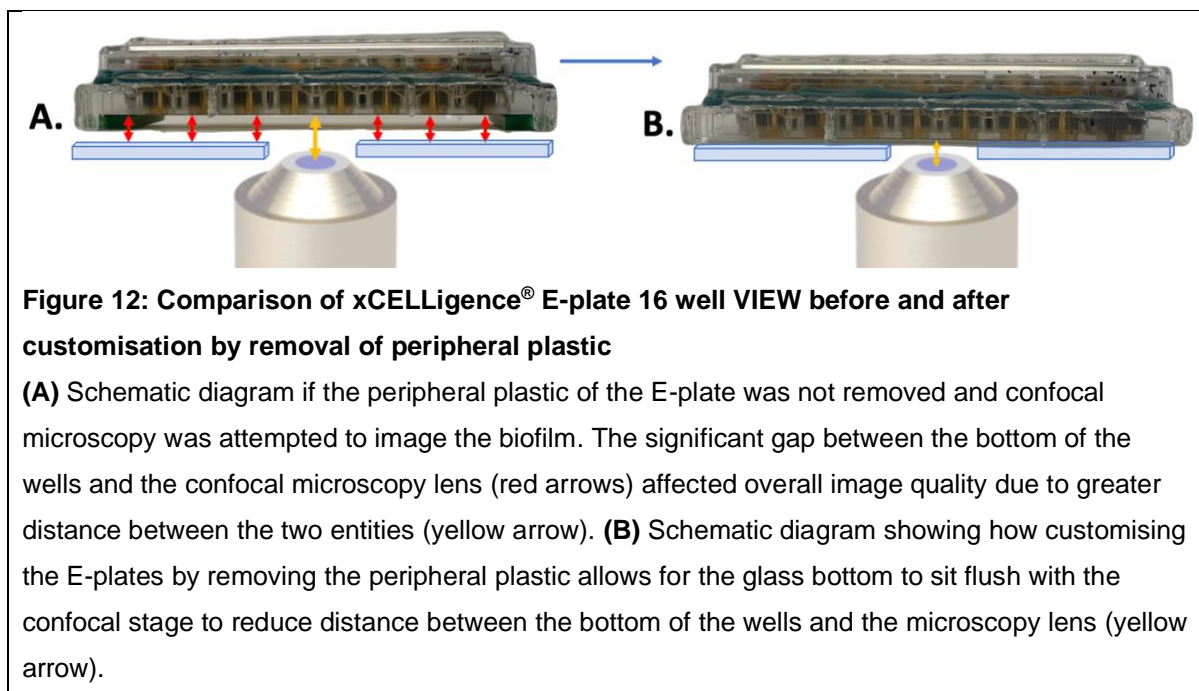 A.
B.
Figure 12: Comparison of xCELLigence® E-plate 16 well VIEW before and after
customisation by removal of peripheral plastic
(A) Schematic diagram if the peripheral plastic of the E-plate was not removed and confocal
microscopy was attempted to image the biofilm. The significant gap between the bottom of the
wells and the confocal microscopy lens (red arrows) affected overall image quality due to greater
distance between the two entities (yellow arrow). (B) Schematic diagram showing how customising
the E-plates by removing the peripheral plastic allows for the glass bottom to sit flush with the
confocal stage to reduce distance between the bottom of the wells and the microscopy lens (yellow
arrow).